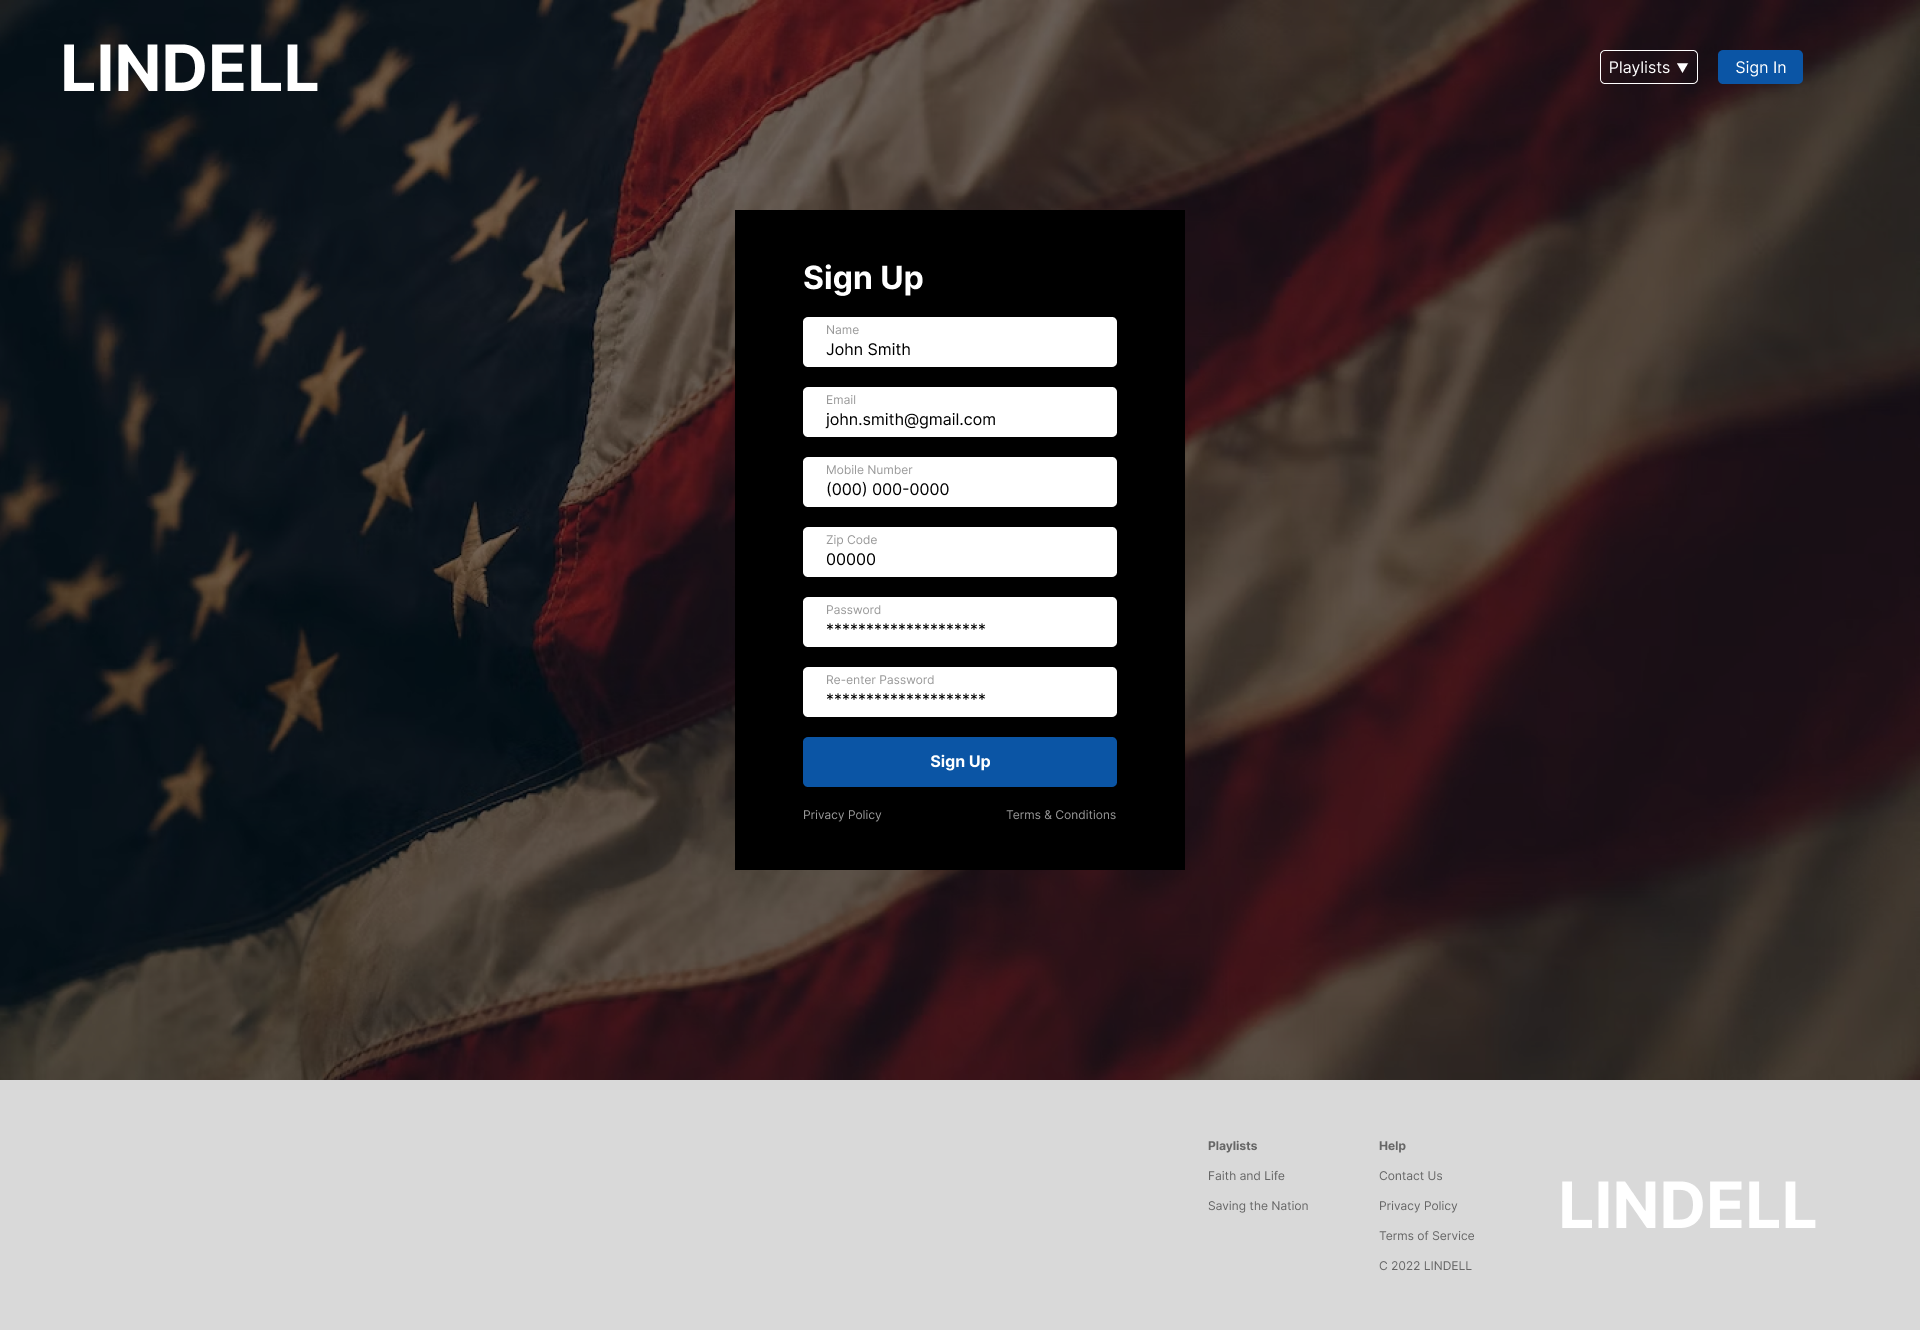 LINDELL
Playlists ▼
Sign In
Sign Up
Name
John Smith
Email
john.smith@gmail.com
Mobile Number
(000) 000-0000
Zip Code
00000
Password
********************
Re-enter Password
********************
Sign Up
Privacy Policy
Terms & Conditions
Playlists
Faith and Life
Saving the Nation
Help
Contact Us
Privacy Policy
Terms of Service
C 2022 LINDELL
LINDELL